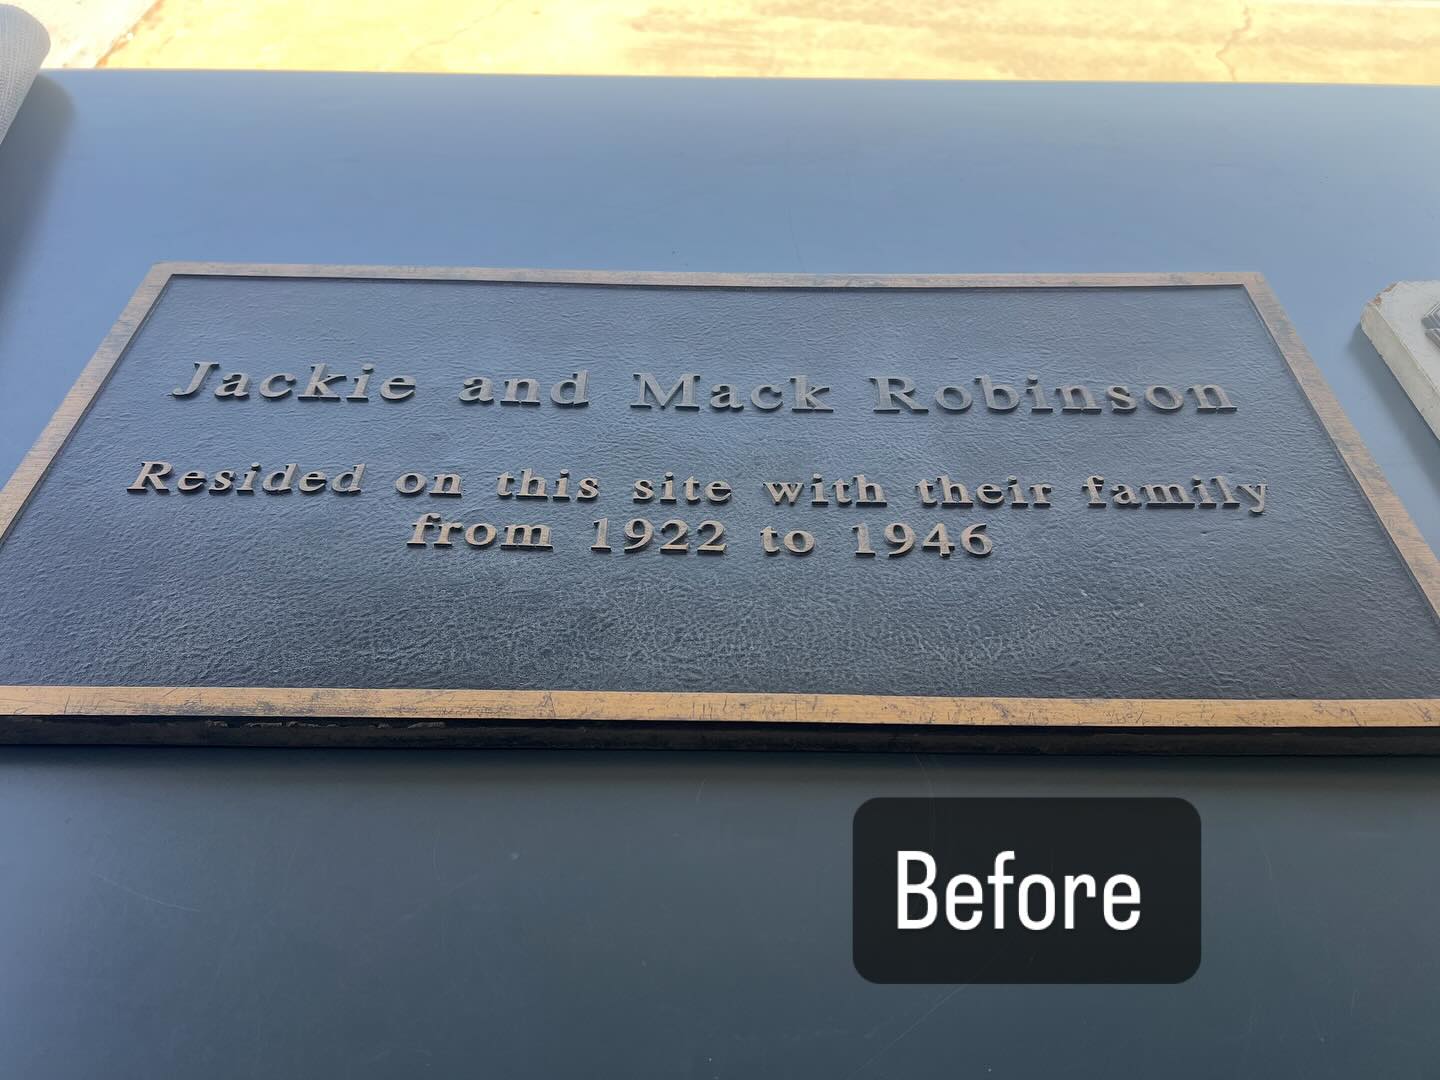 Jackie and Mack Robinson
Resided on this site with their family
from 1922 to 1946
Before